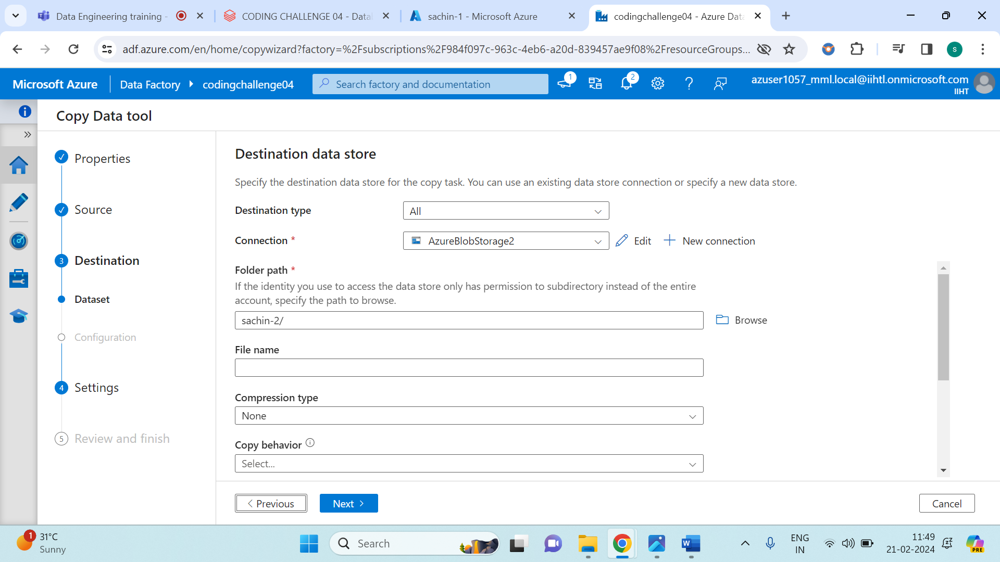 Data Engineering training -
CODING CHALLENGE 04 - Datal
sachin-1 - Microsoft Azure
codingchallenge04 - Azure Data
adf.azure.com/en/home/copywizard?factory=%2Fsubscriptions%2F984f097c-963c-4eb6-a20d-839457ae9f08%2FresourceGroups...
S
Microsoft Azure
Data Factory
codingchallenge04
Search factory and documentation
1
2
azuser1057_mml.local@iihtl.onmicrosoft.com
IIHT
Copy Data tool
Properties
Source
3 Destination
Dataset
Configuration
4 Settings
5 Review and finish
Destination data store
Specify the destination data store for the copy task. You can use an existing data store connection or specify a new data store.
Destination type
All
Connection *
AzureBlobStorage2
Edit
New connection
Folder path *
If the identity you use to access the data store only has permission to subdirectory instead of the entire
account, specify the path to browse.
sachin-2/
Browse
File name
Compression type
None
Copy behavior
Select...
< Previous
Next >
Cancel
1
31°C
Sunny
Search
W
ENG
IN
11:49
21-02-2024
PRE